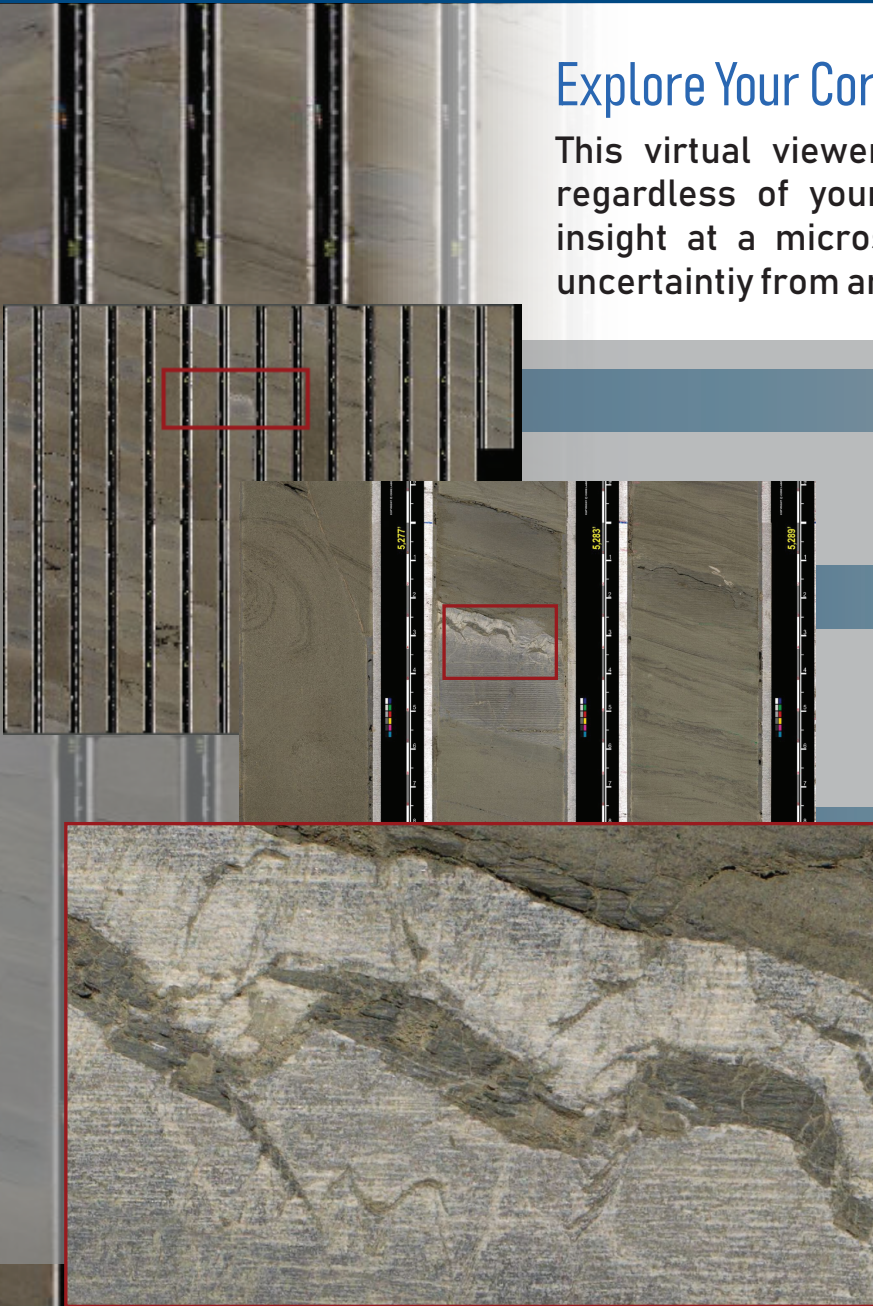 Explore Your Cor
This virtual viewer
regardless of your
insight at a micros
uncertaintiy from ar
5,277'
5,283'
5,289'